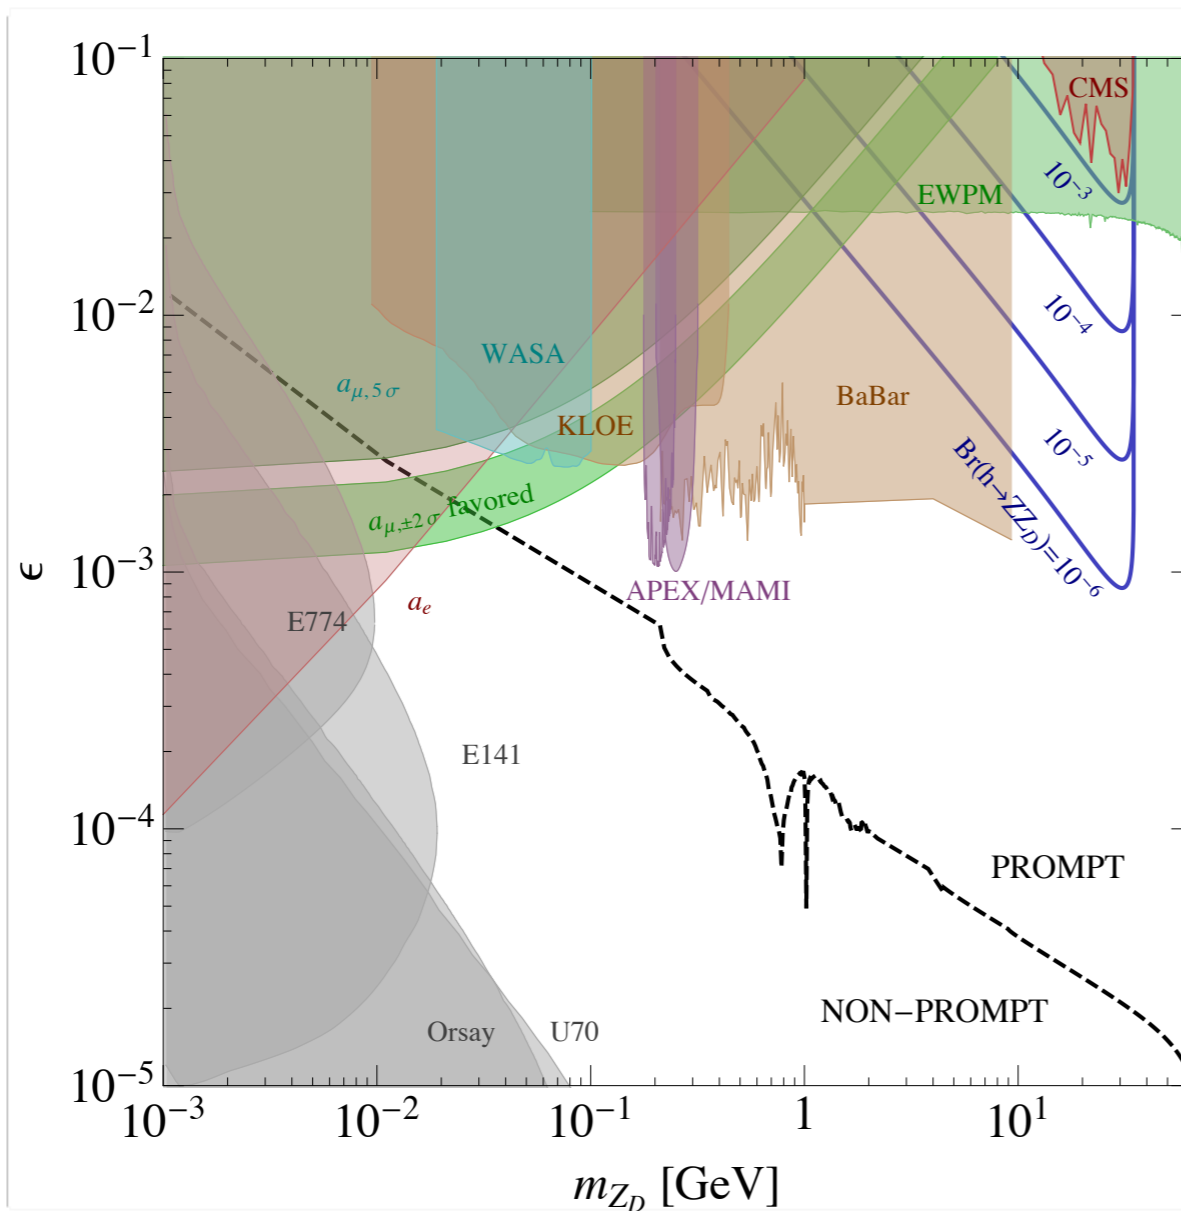 10⁻¹
CMS
10⁻³
EWPM
10⁻²
10⁻⁴
WASA
a_{μ,5σ}
BaBar
KLOE
10⁻⁵
Br(h→ZZ_D)=10⁻⁶
a_{μ,±2σ} favored
10⁻³
ϵ
APEX/MAMI
a_e
E774
E141
10⁻⁴
PROMPT
NON−PROMPT
Orsay
U70
10⁻⁵
10⁻³ 10⁻² 10⁻¹ 1 10¹
m_{Z_D} [GeV]